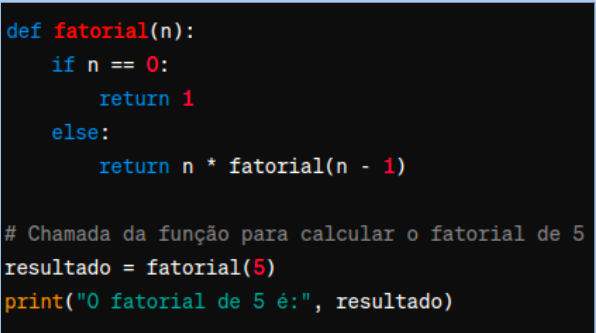 def fatorial(n):
    if n == 0:
        return 1
    else:
        return n * fatorial(n - 1)
# Chamada da função para calcular o fatorial de 5
resultado = fatorial(5)
print("O fatorial de 5 é:", resultado)